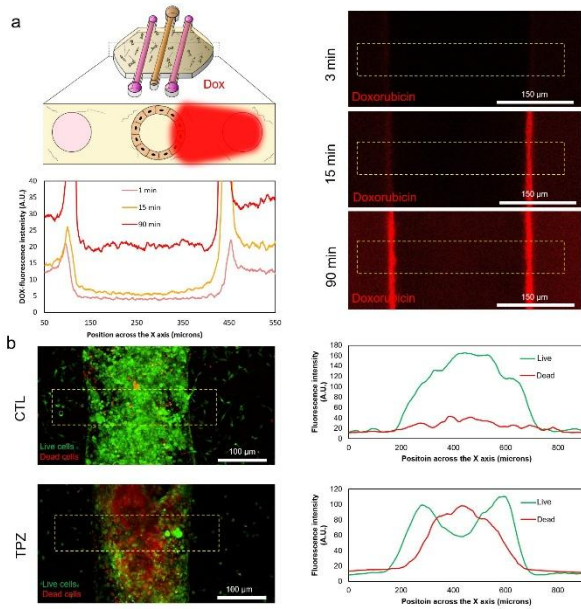 a
Dox
DOX-fluorescence instenisty (A.U.)
40
35
30
25
20
15
10
5
0
1 min
15 min
90 min
50
150
250
350
450
550
Position across the X axis (microns)
3 min
Doxorubicin
150 µm
15 min
Doxorubicin
150 µm
90 min
Doxorubicin
150 µm
b
CTL
Live cells
Dead cells
100 µm
Fluorescence intensity
(A.U.)
180
160
140
120
100
80
60
40
20
0
Live
Dead
0
200
400
600
800
Positoin across the X axis (microns)
TPZ
Live cells
Dead cells
100 µm
Fluorescence intensity
(A.U.)
120
100
80
60
40
20
0
Live
Dead
0
200
400
600
800
Position across the X axis (microns)